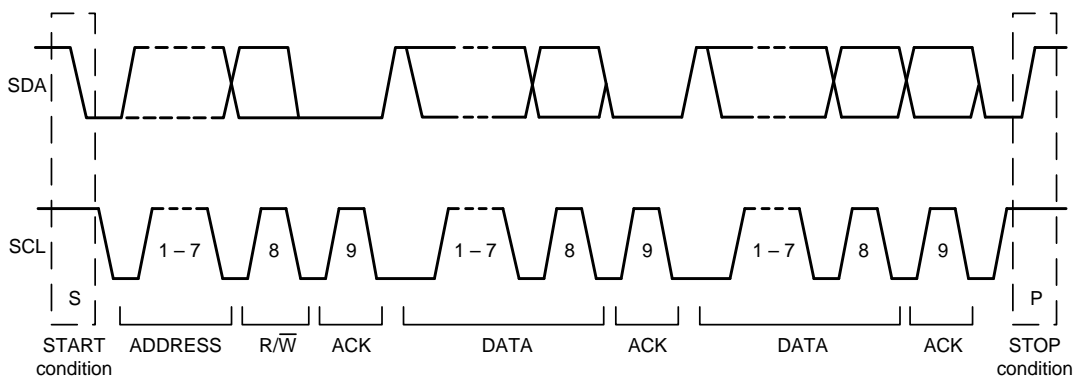 SDA
SCL
1 – 7
8
9
1 – 7
8
9
1 – 7
8
9
S
P
START
condition
ADDRESS
R/W̅
ACK
DATA
ACK
DATA
ACK
STOP
condition